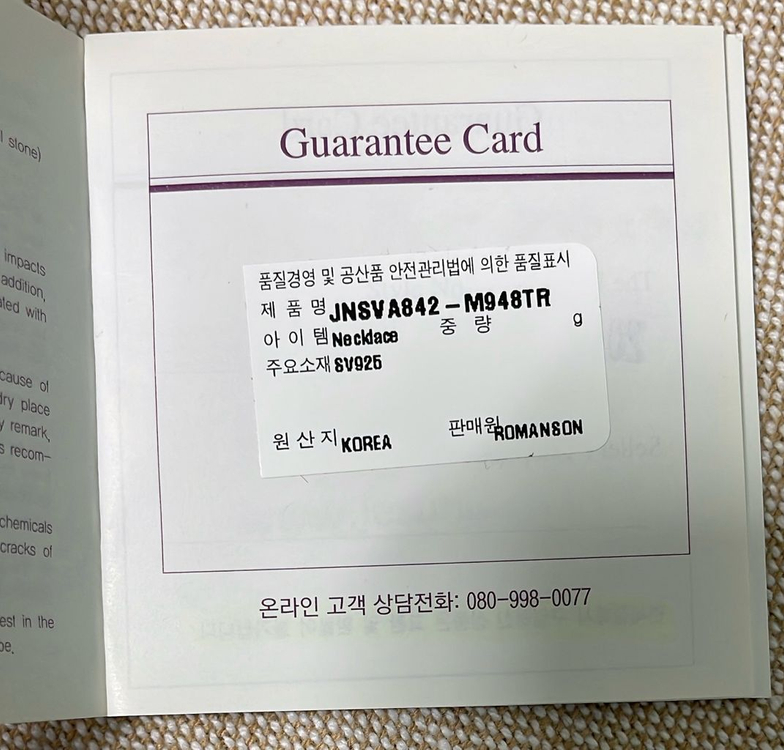 l stone)
impacts
addition,
ated with
cause of
dry place
y remark,
s recom-
chemicals
cracks of
est in the
pe.
Guarantee Card
품질경영 및 공산품 안전관리법에 의한 품질표시
제 품 명 JNSVA842-M948TR
아 이 템 Necklace 중 량 g
주요소재 SV925
원 산 지 KOREA 판매원 ROMANSON
온라인 고객 상담전화: 080-998-0077